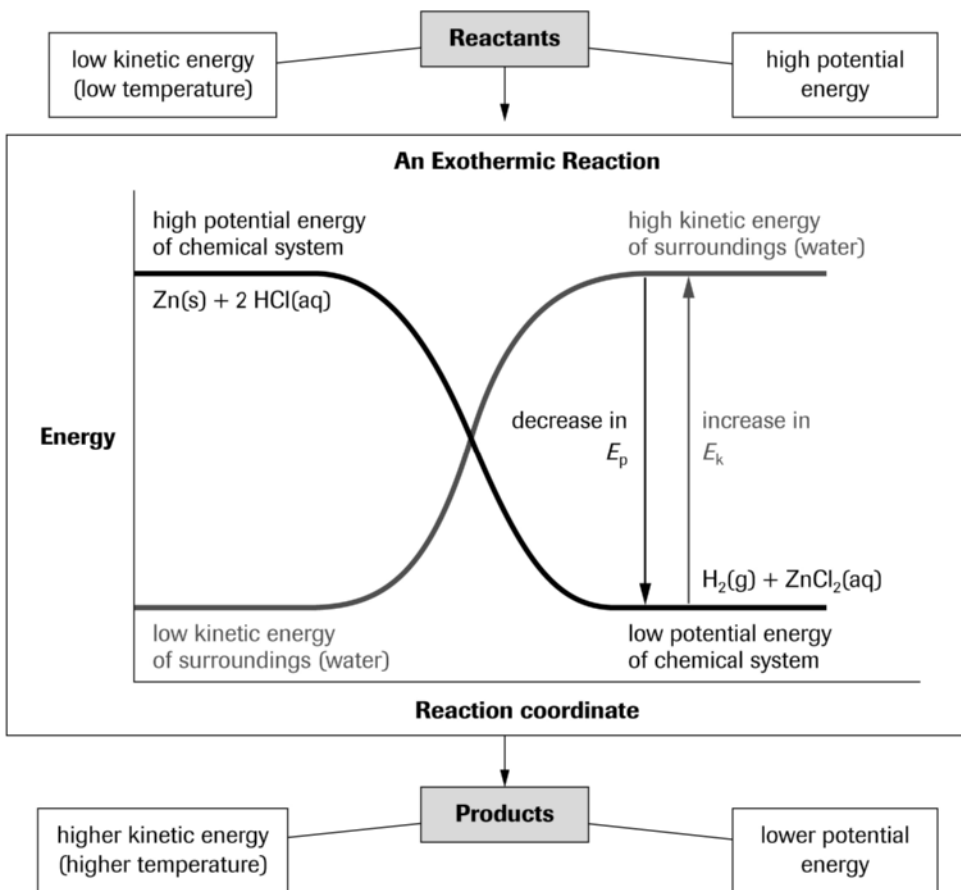 Reactants
low kinetic energy
(low temperature)
high potential
energy
An Exothermic Reaction
high potential energy
of chemical system
high kinetic energy
of surroundings (water)
Zn(s) + 2 HCl(aq)
Energy
decrease in
Eₚ
increase in
Eₖ
H₂(g) + ZnCl₂(aq)
low kinetic energy
of surroundings (water)
low potential energy
of chemical system
Reaction coordinate
Products
higher kinetic energy
(higher temperature)
lower potential
energy